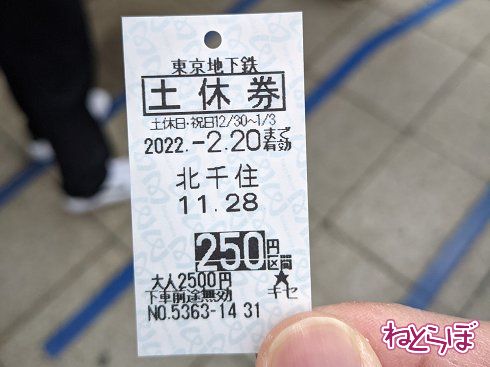 東京地下鉄
土休券
土休日・祝日12/30~1/3
2022.-2.20まで有効
北千住
11.28
250円区間
大人2500円 ★
下車前途無効 キセ
NO.5363-14 31
ねとらぼ